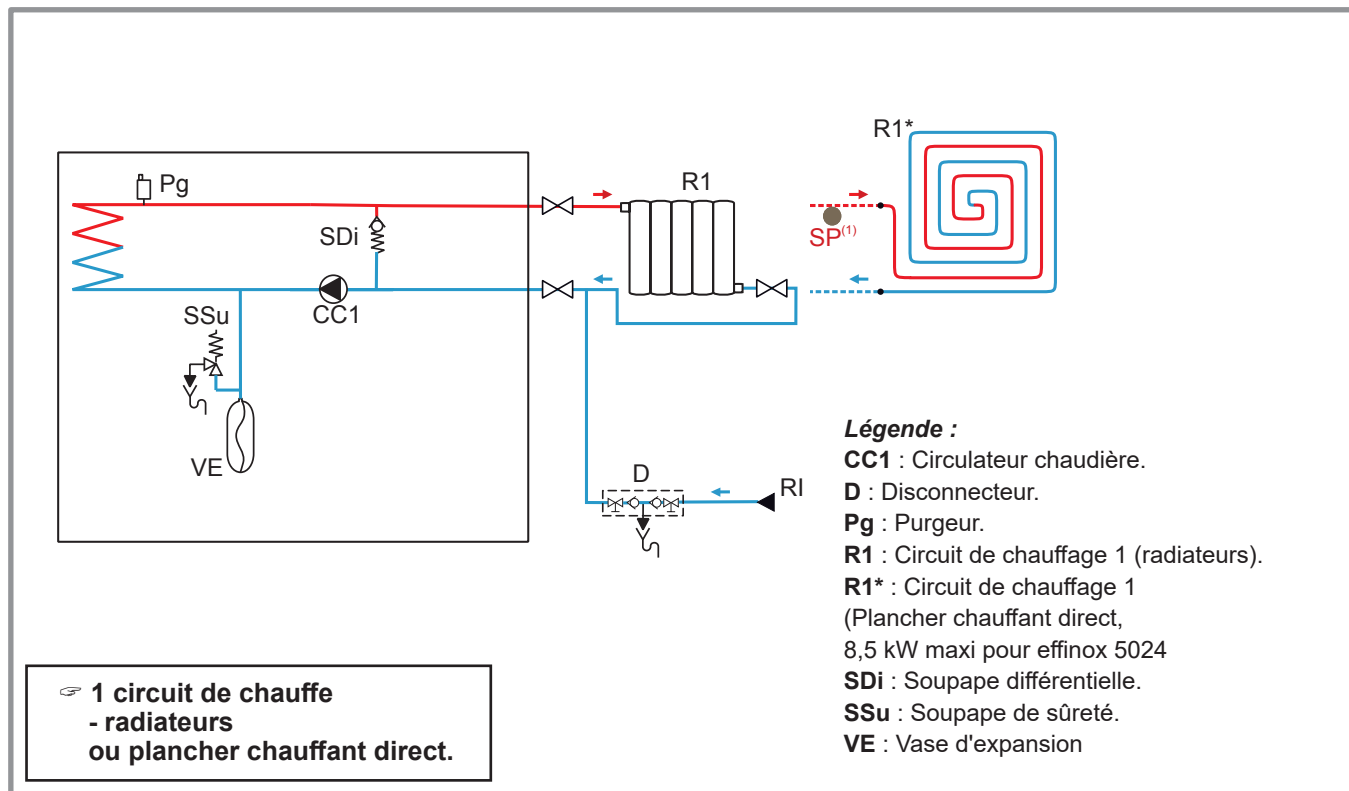 R1*
Pg
R1
SDi
SP(1)
SSu
CC1
VE
D
RI
Légende :
CC1 : Circulateur chaudière.
D : Disconnecteur.
Pg : Purgeur.
R1 : Circuit de chauffage 1 (radiateurs).
R1* : Circuit de chauffage 1
(Plancher chauffant direct,
8,5 kW maxi pour effinox 5024
SDi : Soupape différentielle.
SSu : Soupape de sûreté.
VE : Vase d'expansion
☞ 1 circuit de chauffe
- radiateurs
ou plancher chauffant direct.